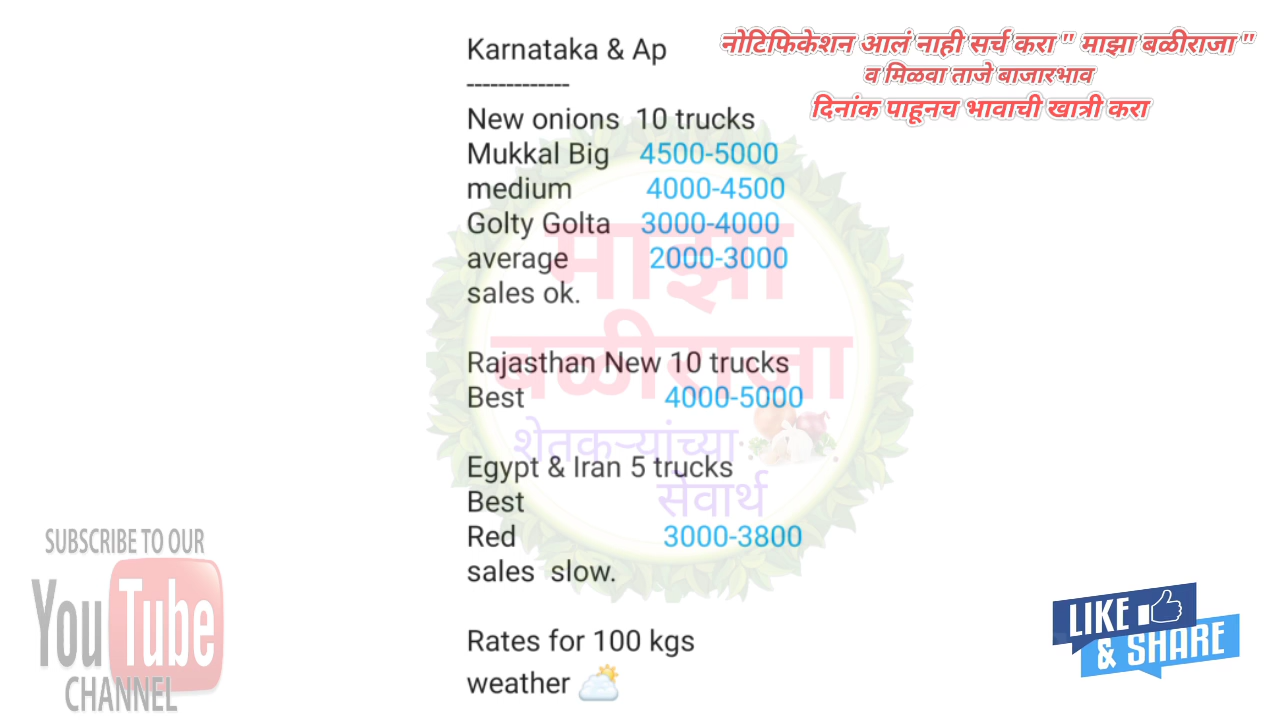 Karnataka & Ap
-------------
New onions 10 trucks
Mukkal Big 4500-5000
medium 4000-4500
Golty Golta 3000-4000
average 2000-3000
sales ok.
Rajasthan New 10 trucks
Best 4000-5000
Egypt & Iran 5 trucks
Best
Red 3000-3800
sales slow.
Rates for 100 kgs
weather
नोटिफिकेशन आलं नाही सर्च करा " माझा बळीराजा "
व मिळवा ताजे बाजारभाव
दिनांक पाहूनच भावाची खात्री करा
माझा
बळीराजा
शेतकऱ्यांच्या
सेवार्थ
SUBSCRIBE TO OUR
YouTube
CHANNEL
LIKE
& SHARE